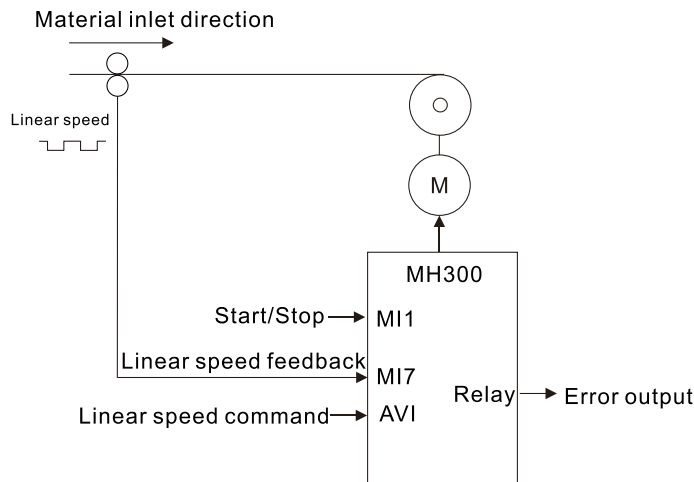 Material inlet direction
Linear speed
M
MH300
Start/Stop
MI1
Linear speed feedback
MI7
Relay
Error output
Linear speed command
AVI